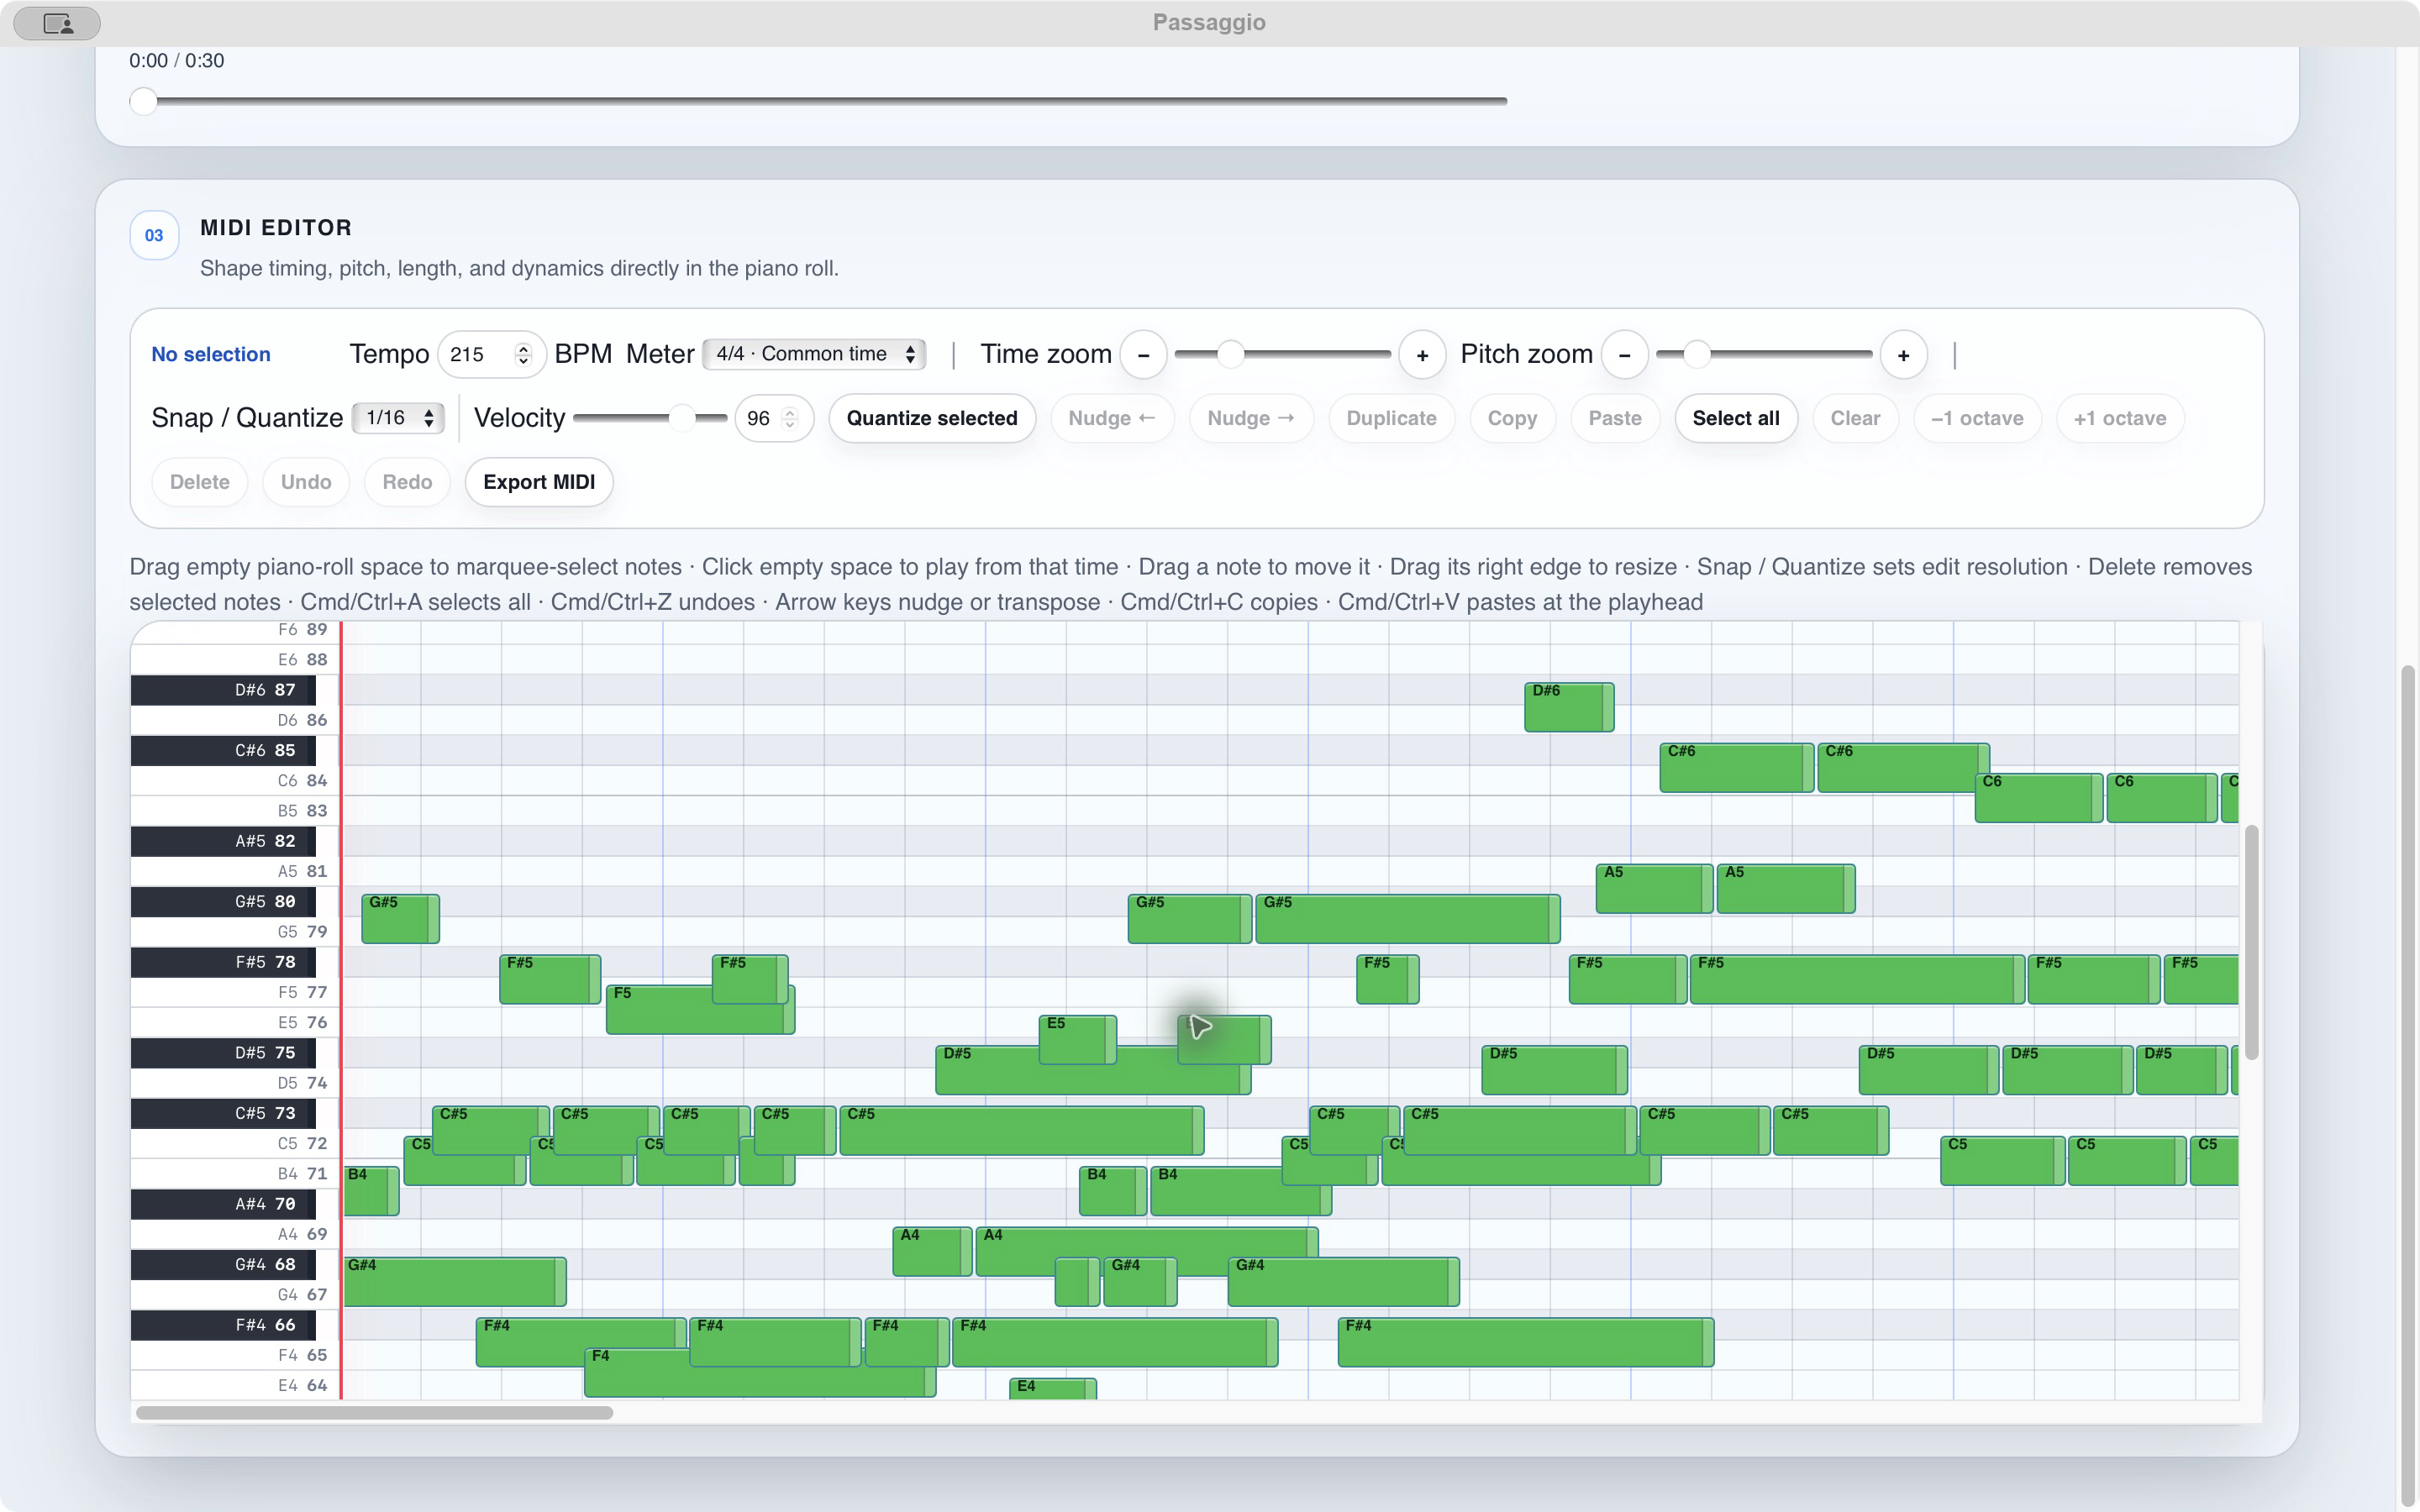 Passaggio
0:00 / 0:30
03
MIDI EDITOR
Shape timing, pitch, length, and dynamics directly in the piano roll.
No selection Tempo 215 BPM Meter 4/4 · Common time | Time zoom − + Pitch zoom − + |
Snap / Quantize 1/16 Velocity 96 Quantize selected Nudge ← Nudge → Duplicate Copy Paste Select all Clear −1 octave +1 octave
Delete Undo Redo Export MIDI
Drag empty piano-roll space to marquee-select notes · Click empty space to play from that time · Drag a note to move it · Drag its right edge to resize · Snap / Quantize sets edit resolution · Delete removes
selected notes · Cmd/Ctrl+A selects all · Cmd/Ctrl+Z undoes · Arrow keys nudge or transpose · Cmd/Ctrl+C copies · Cmd/Ctrl+V pastes at the playhead
F6 89
E6 88
D#6 87 D#6
D6 86
C#6 85 C#6 C#6
C6 84 C6 C6
B5 83
A#5 82
A5 81 A5 A5
G#5 80 G#5 G#5 G#5
G5 79
F#5 78 F#5 F#5 F#5 F#5 F#5 F#5 F#5
F5 77 F5
E5 76 E5
D#5 75 D#5 D#5 D#5 D#5 D#5
D5 74
C#5 73 C#5 C#5 C#5 C#5 C#5 C#5 C#5 C#5 C#5
C5 72 C5 C5 C5 C5 C5 C5 C5 C5
B4 71 B4 B4 B4
A#4 70
A4 69 A4 A4
G#4 68 G#4 G#4 G#4
G4 67
F#4 66 F#4 F#4 F#4 F#4 F#4
F4 65 F4
E4 64 E4